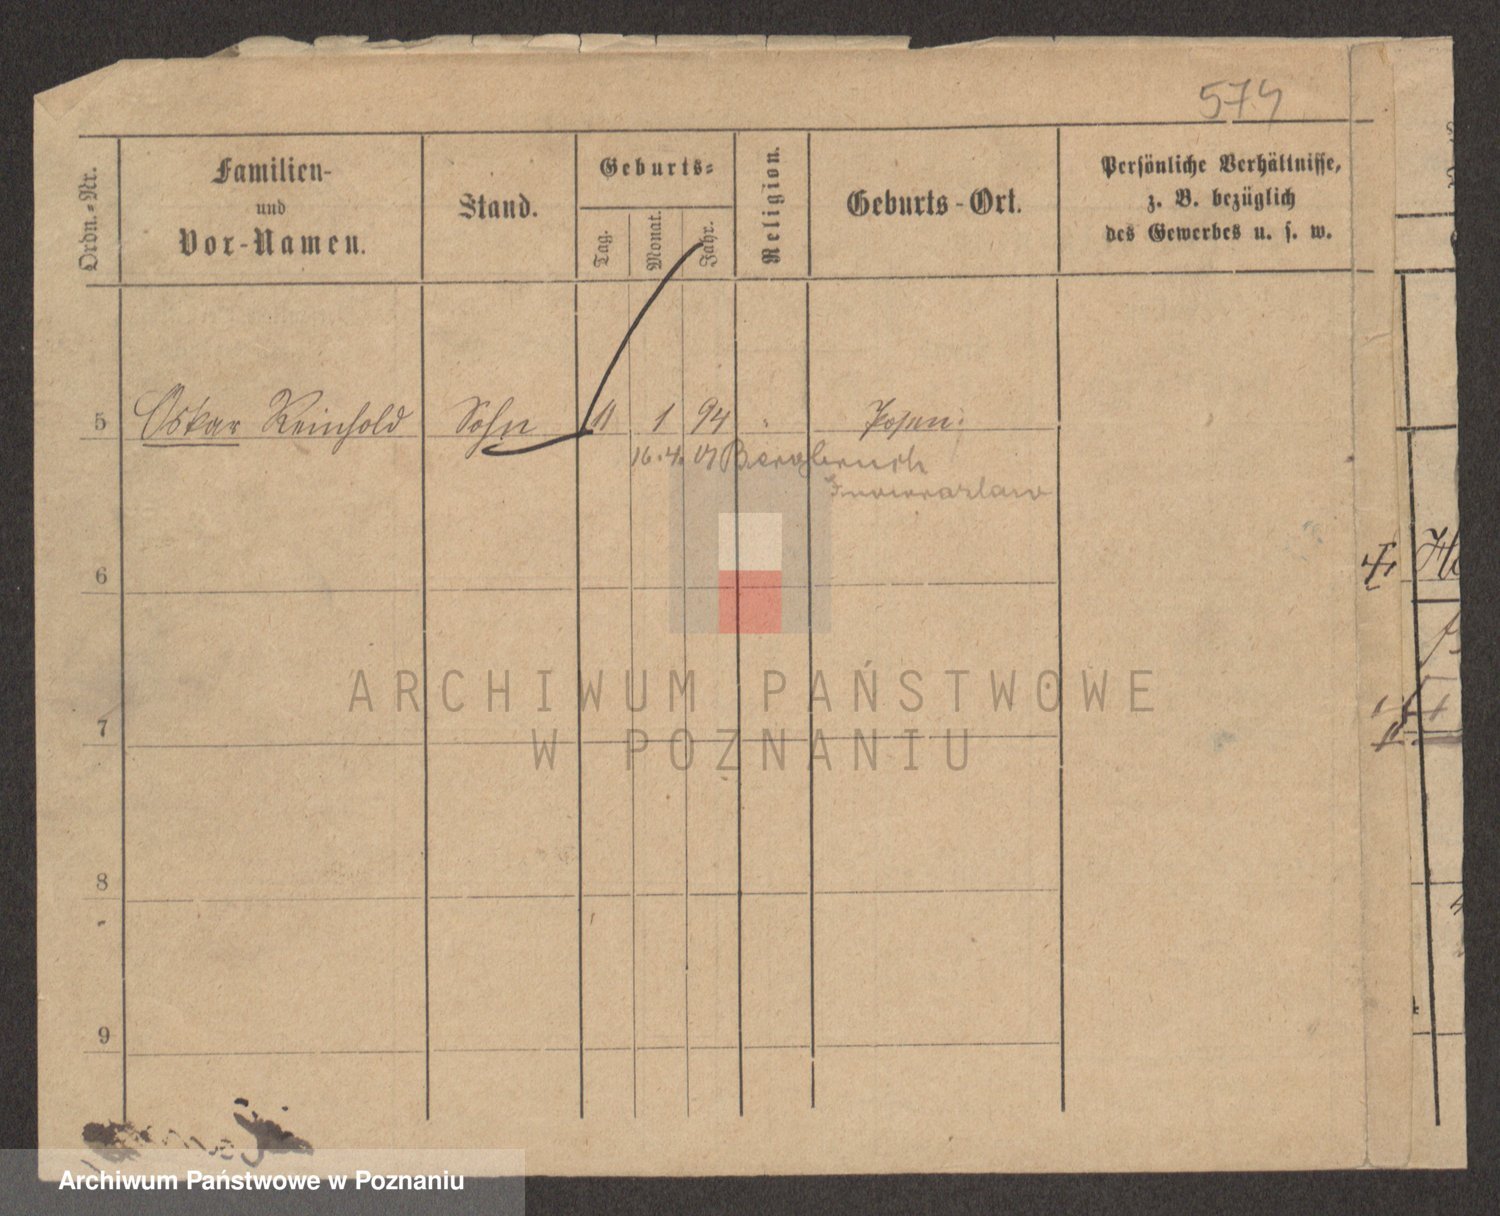 574
Ordn.-Nr.
Familien-
und
Vor-Namen.
Stand.
Geburts-
Tag.
Monat.
Jahr.
Religion.
Geburts-Ort.
Persönliche Verhältnisse,
z. B. bezüglich
des Gewerbes u. s. w.
5 Oskar Reinhold Sohn 11 1 94 " Posen.
16.4. Bergbruch
Inowrazlaw
6
7
8
9
ARCHIWUM PAŃSTWOWE
W POZNANIU
Archiwum Państwowe w Poznaniu